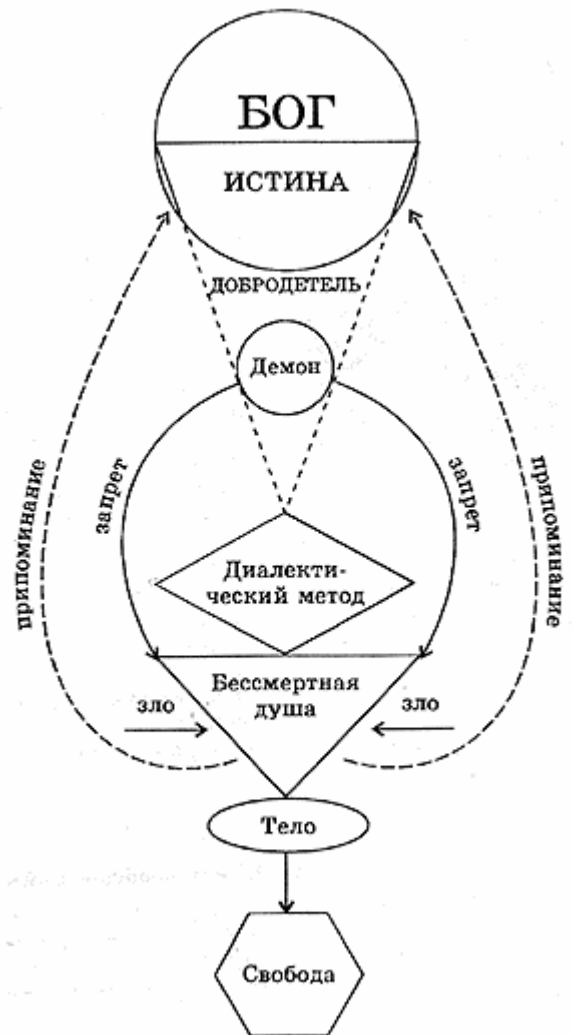 БОГ
ИСТИНА
ДОБРОДЕТЕЛЬ
Демон
запрет
запрет
припоминание
припоминание
Диалекти-
ческий метод
Бессмертная
душа
зло
зло
Тело
Свобода